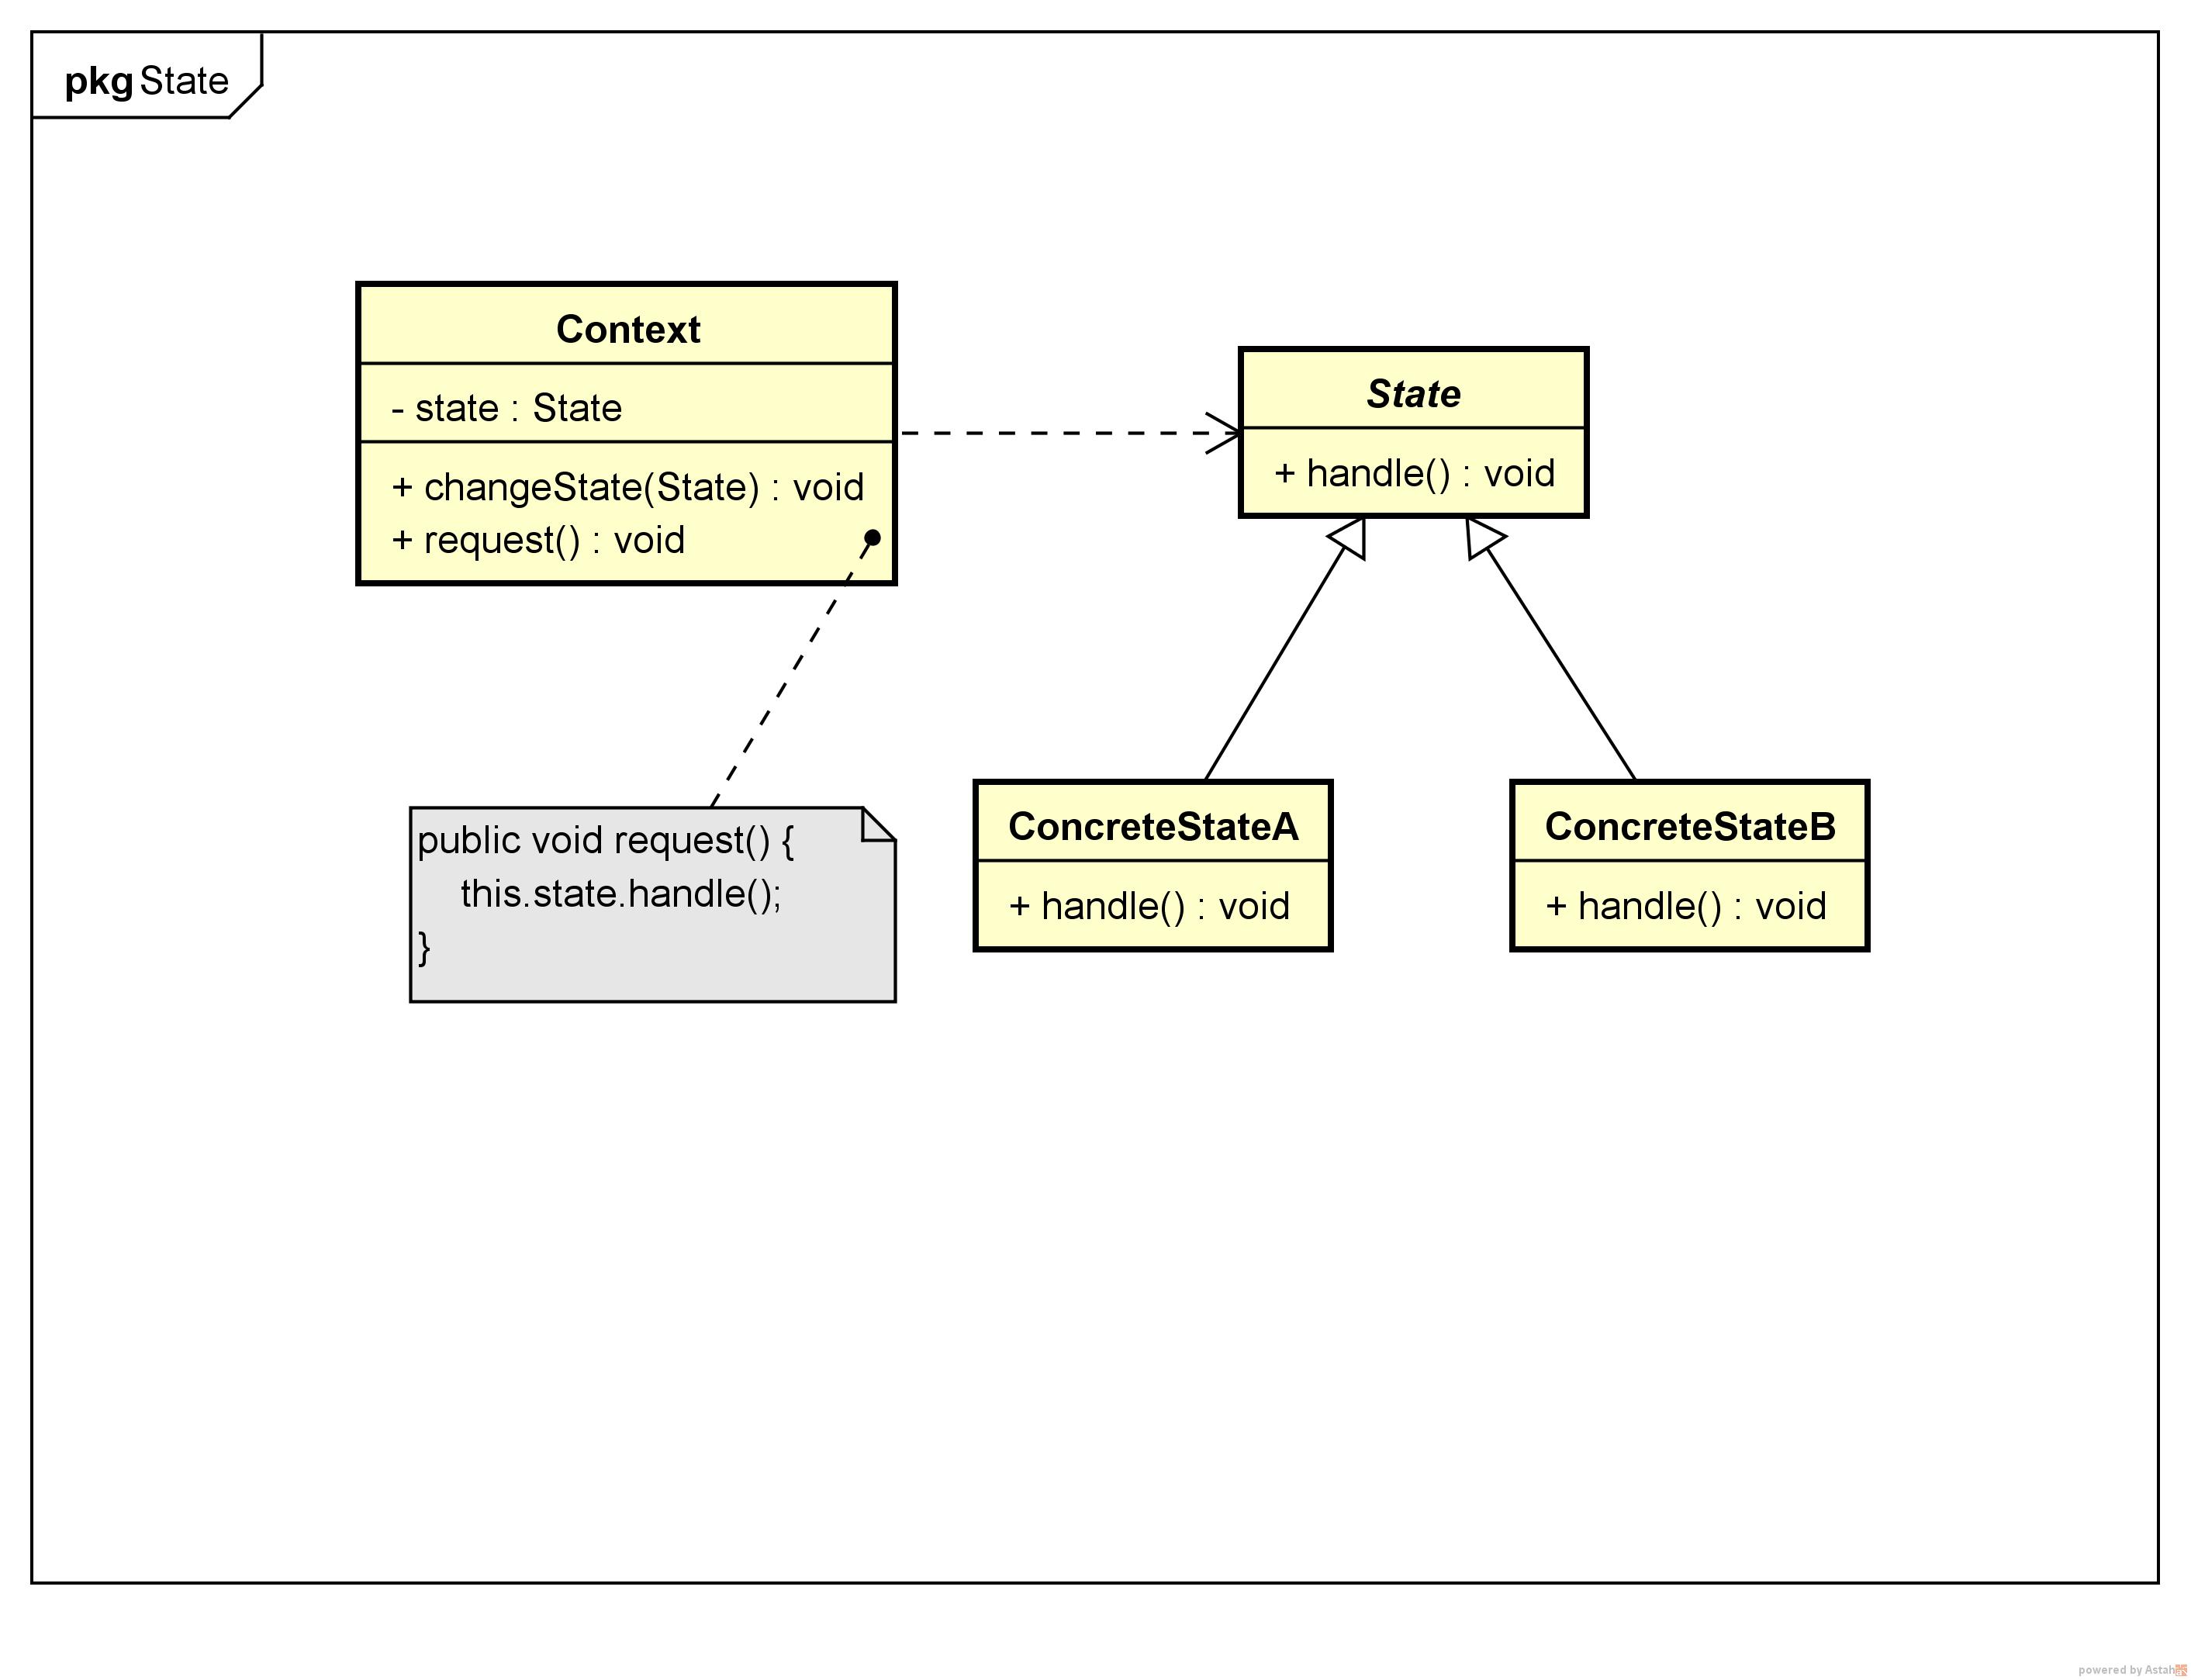 pkg State
Context
- state : State
+ changeState(State) : void
+ request() : void
State
+ handle() : void
public void request() {
this.state.handle();
}
ConcreteStateA
+ handle() : void
ConcreteStateB
+ handle() : void
powered by Astah